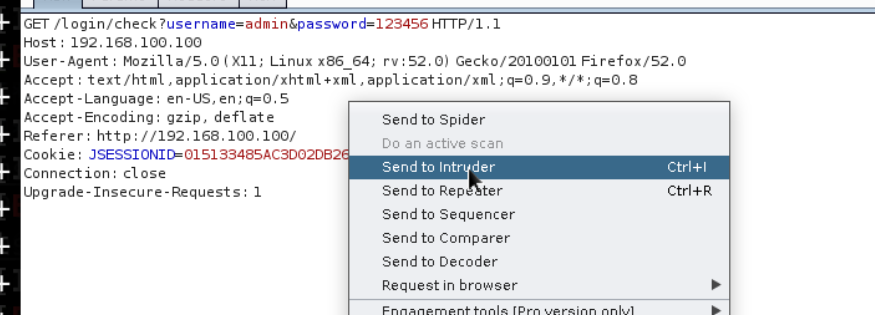 GET /login/check?username=admin&password=123456 HTTP/1.1
Host: 192.168.100.100
User-Agent: Mozilla/5.0 (X11; Linux x86_64; rv:52.0) Gecko/20100101 Firefox/52.0
Accept: text/html,application/xhtml+xml,application/xml;q=0.9,*/*;q=0.8
Accept-Language: en-US,en;q=0.5
Accept-Encoding: gzip, deflate
Referer: http://192.168.100.100/
Cookie: JSESSIONID=015133485AC3D02DB26
Connection: close
Upgrade-Insecure-Requests: 1
Send to Spider
Do an active scan
Send to Intruder Ctrl+I
Send to Repeater Ctrl+R
Send to Sequencer
Send to Comparer
Send to Decoder
Request in browser
Engagement tools [Pro version only]